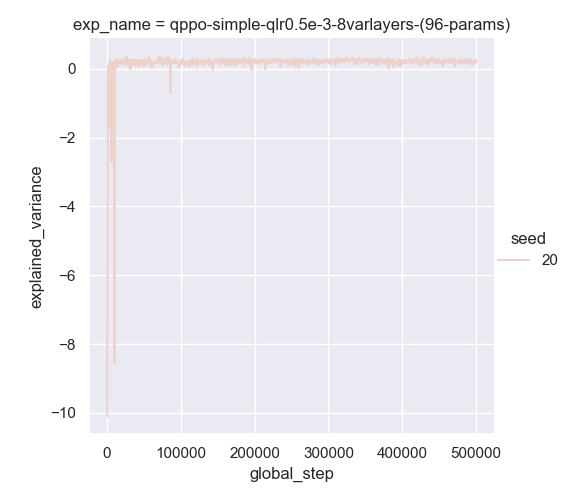 exp_name = qppo-simple-qlr0.5e-3-8varlayers-(96-params)
0
−2
−4
−6
−8
−10
explained_variance
0 100000 200000 300000 400000 500000
global_step
seed
20